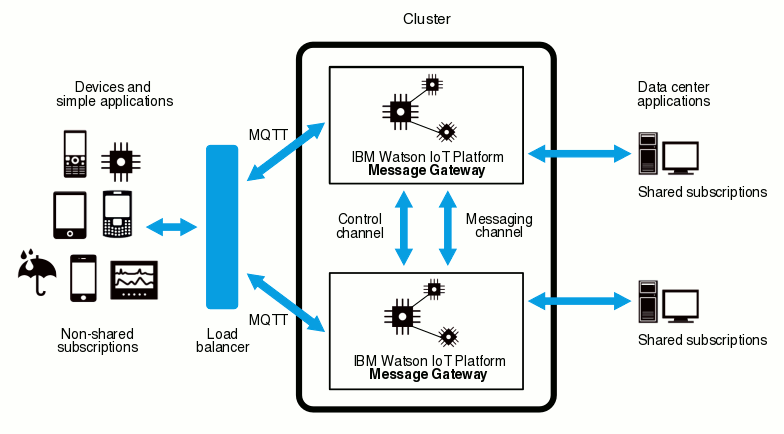 Cluster
Devices and
simple applications
Data center
applications
MQTT
IBM Watson IoT Platform
Message Gateway
Shared subscriptions
Control
channel
Messaging
channel
MQTT
IBM Watson IoT Platform
Message Gateway
Shared subscriptions
Non-shared
subscriptions
Load
balancer